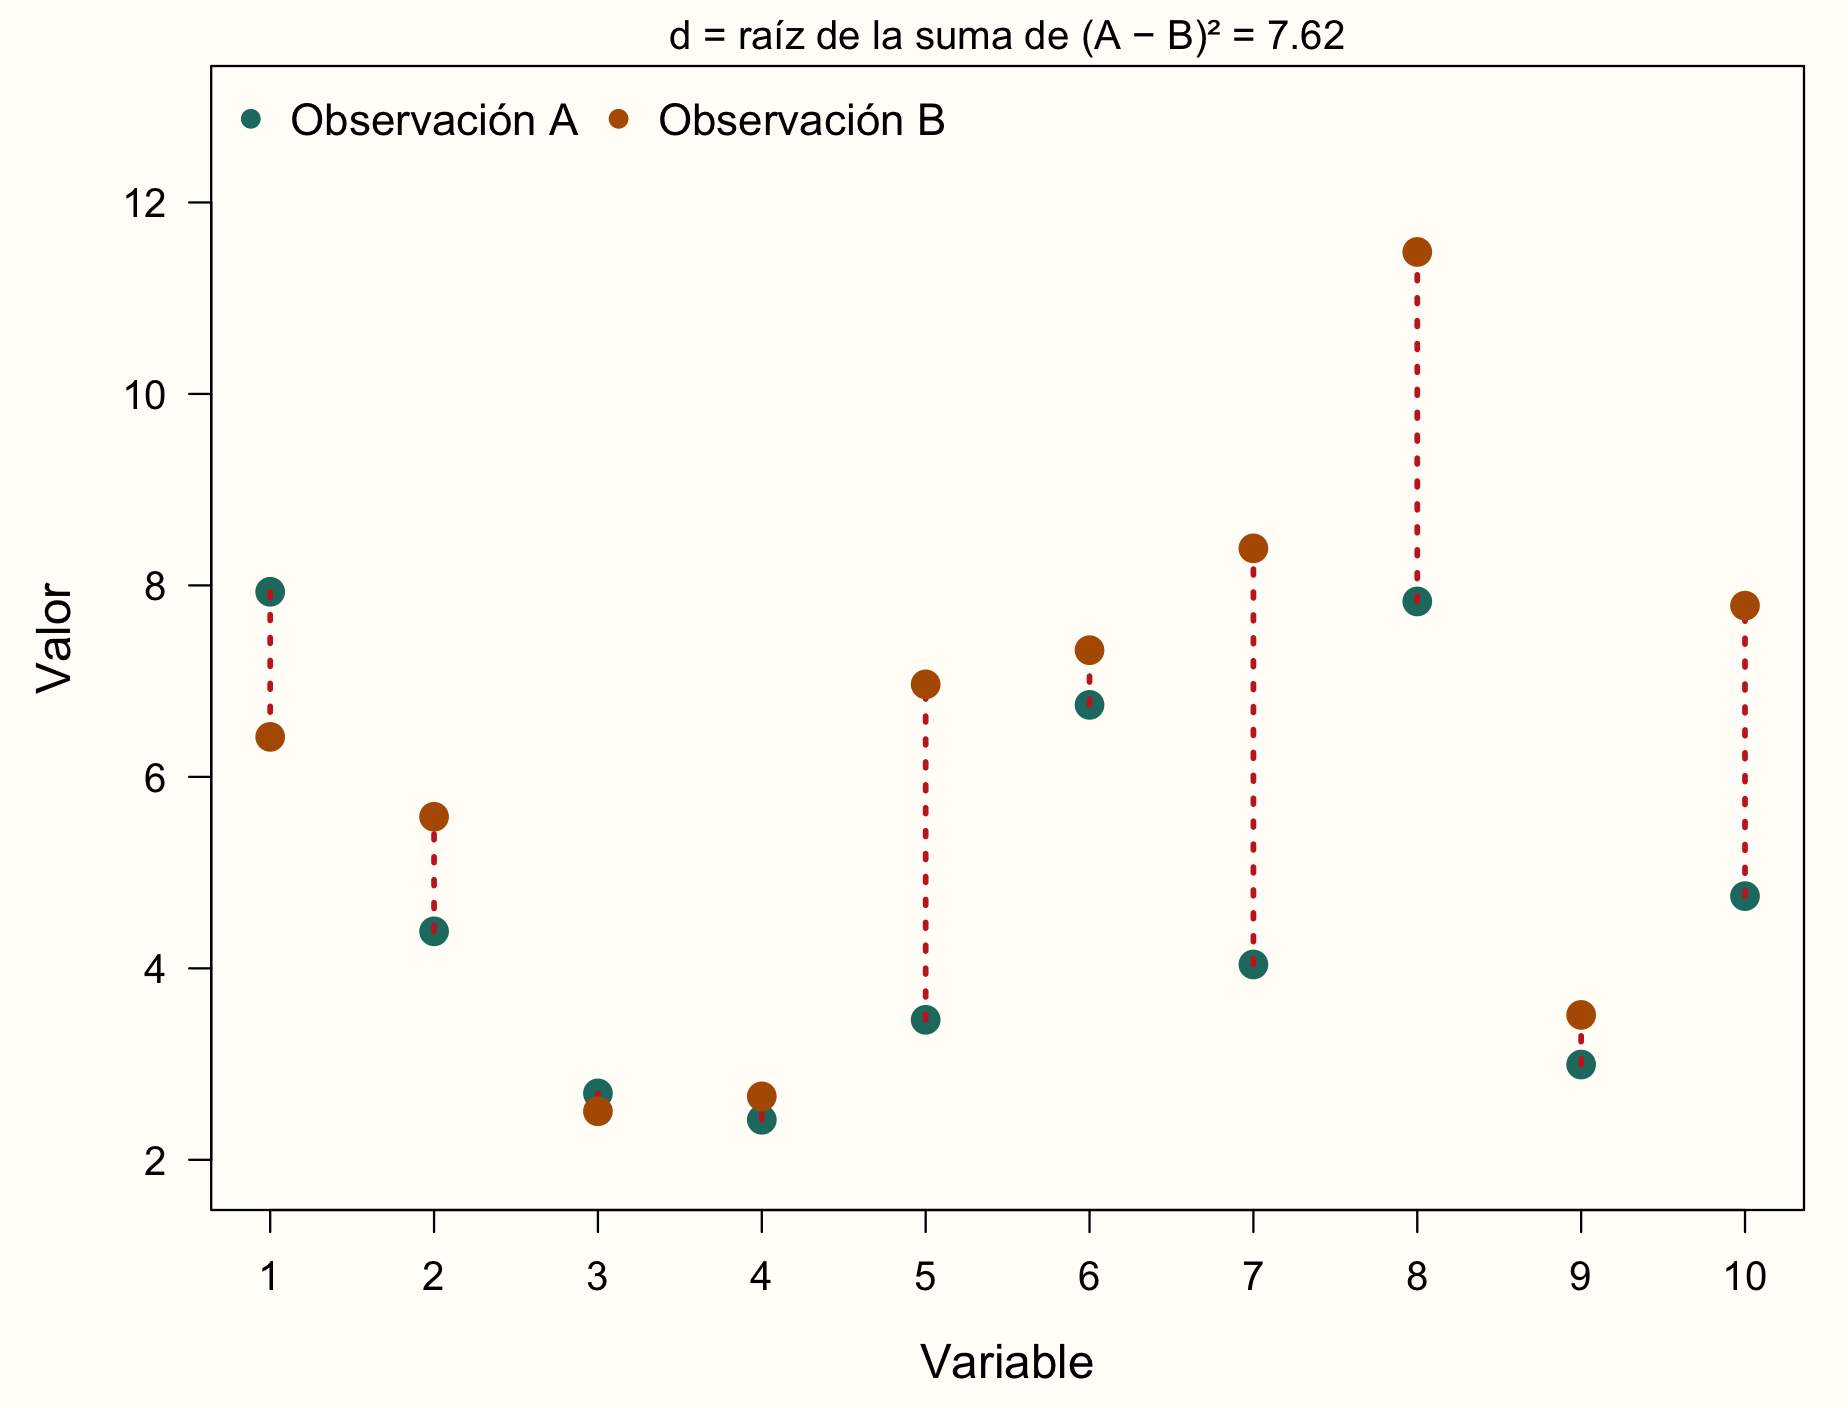 d = raíz de la suma de (A − B)² = 7.62
Observación A Observación B
12
10
8
6
4
2
Valor
1 2 3 4 5 6 7 8 9 10
Variable